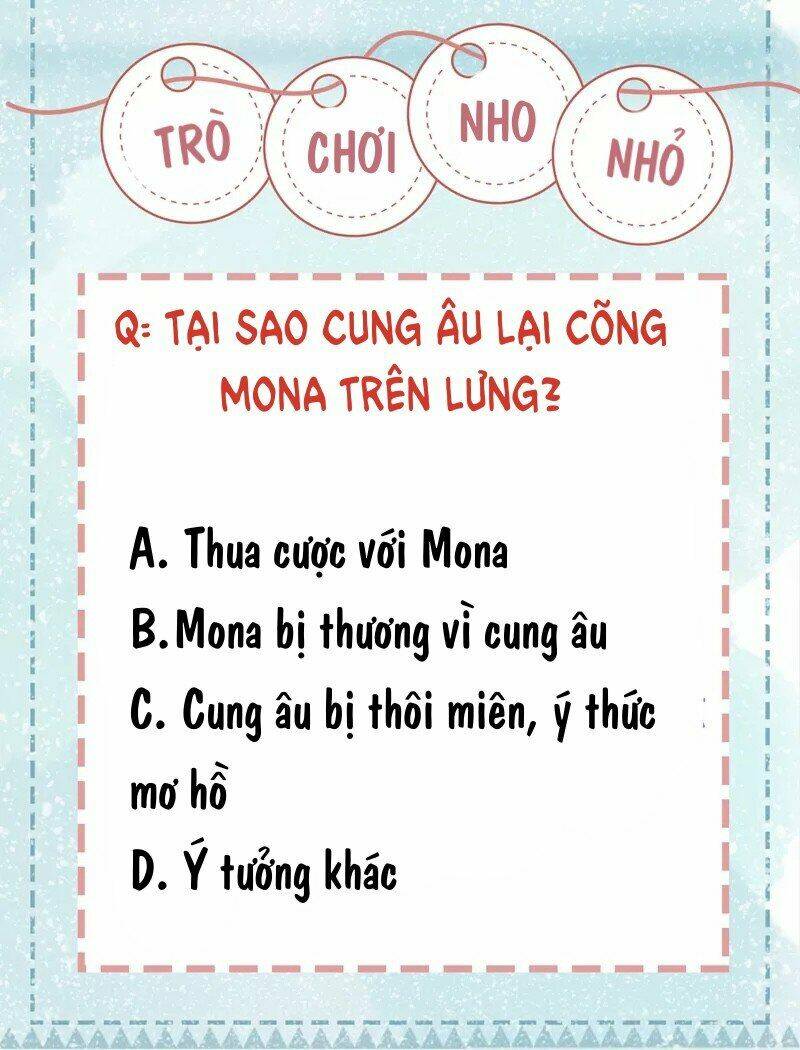 TRÒ CHƠI NHO NHỎ
Q: TẠI SAO CUNG ÂU LẠI CÕNG
MONA TRÊN LƯNG?
A. Thua cược với Mona
B.Mona bị thương vì cung âu
C. Cung âu bị thôi miên, ý thức
mơ hồ
D. Ý tưởng khác